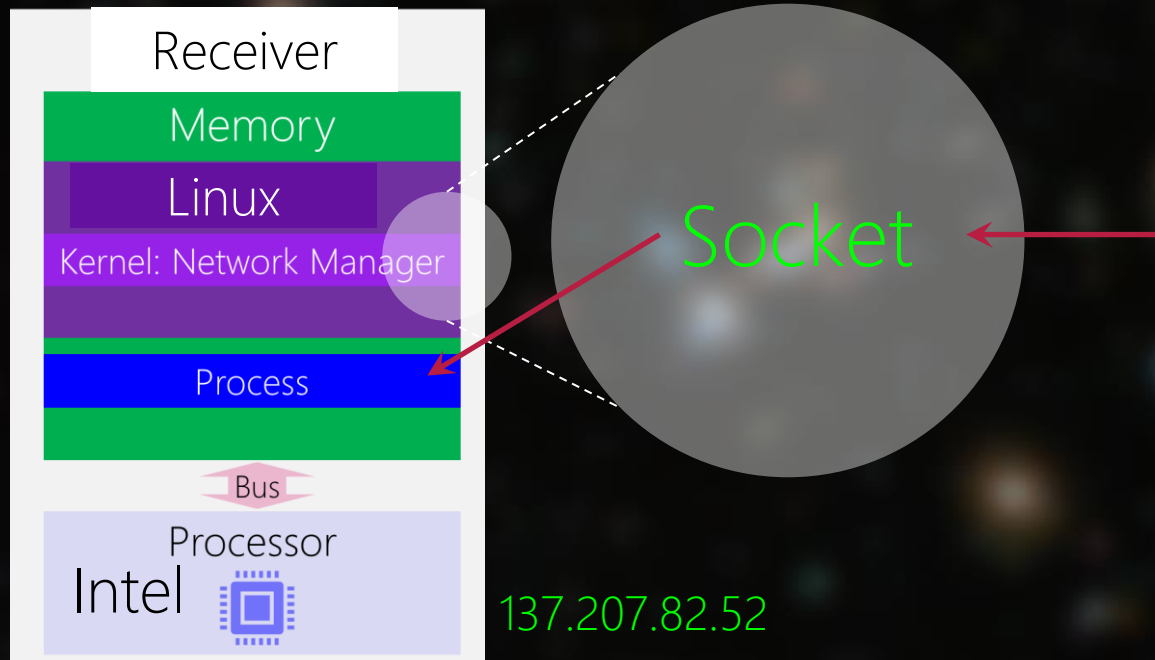 Receiver
Memory
Linux
Kernel: Network Manager
Process
Bus
Processor
Intel
Socket
137.207.82.52